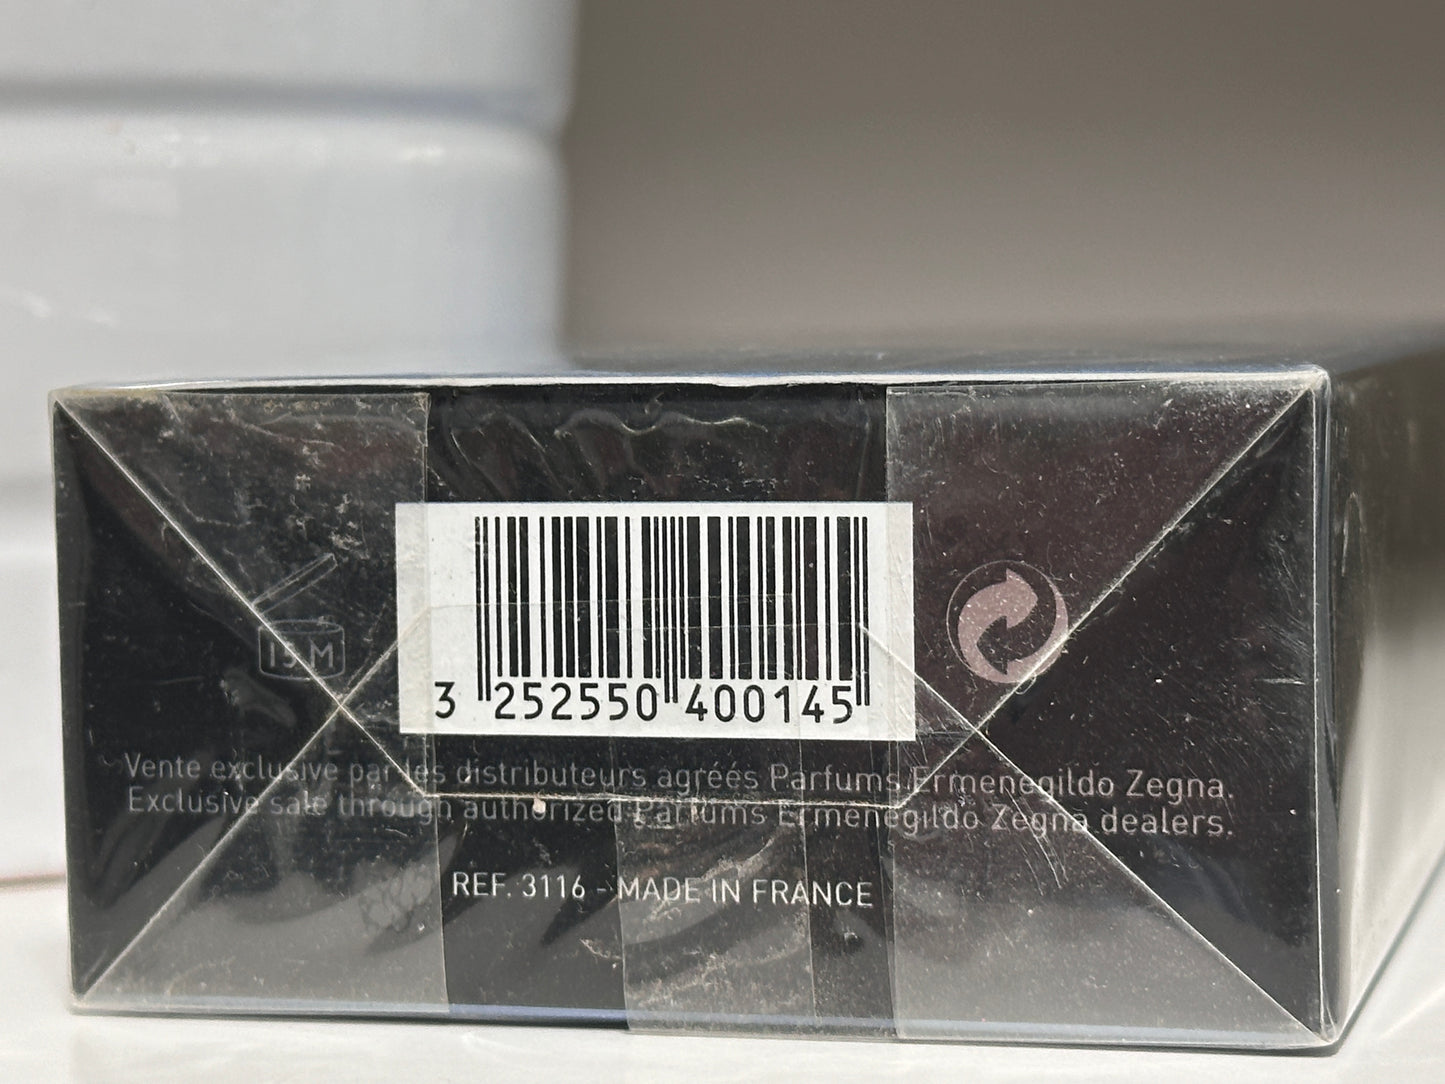 15M
3 252550 400145
Vente exclusive par les distributeurs agréés Parfums Ermenegildo Zegna.
Exclusive sale through authorized Parfums Ermenegildo Zegna dealers.
REF. 3116 - MADE IN FRANCE